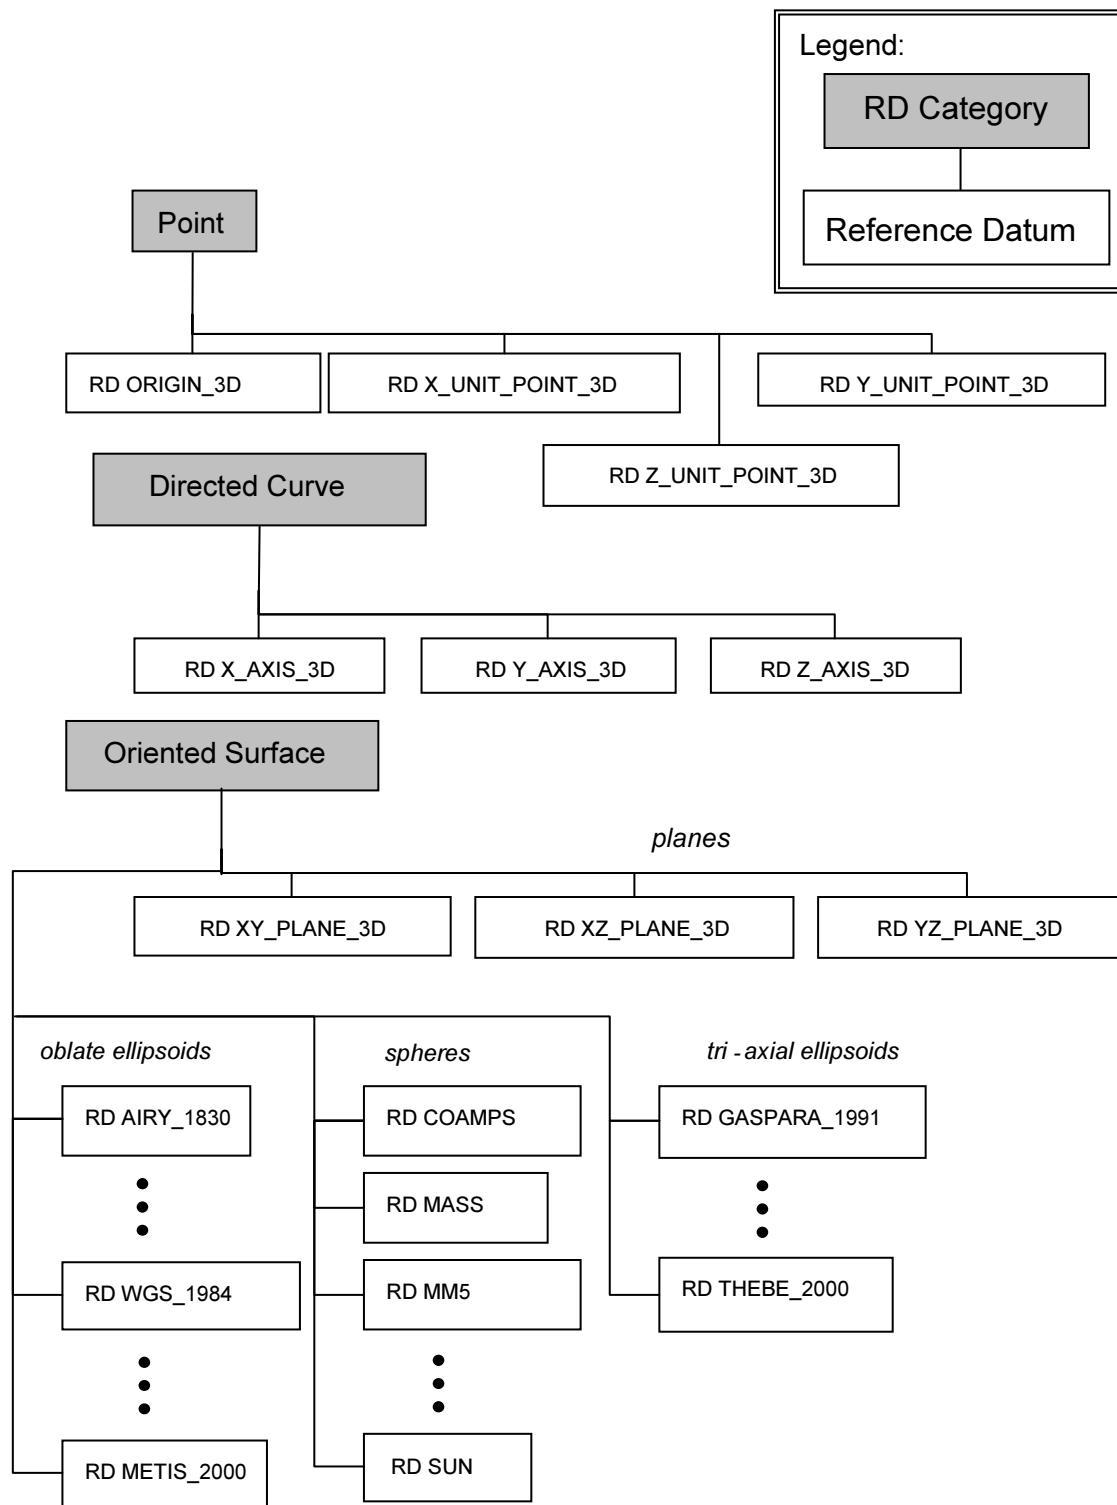 Legend:
RD Category
Reference Datum
Point
RD ORIGIN_3D
RD X_UNIT_POINT_3D
RD Y_UNIT_POINT_3D
RD Z_UNIT_POINT_3D
Directed Curve
RD X_AXIS_3D
RD Y_AXIS_3D
RD Z_AXIS_3D
Oriented Surface
planes
RD XY_PLANE_3D
RD XZ_PLANE_3D
RD YZ_PLANE_3D
oblate ellipsoids
spheres
tri - axial ellipsoids
RD AIRY_1830
RD COAMPS
RD GASPARA_1991
RD MASS
RD WGS_1984
RD MM5
RD THEBE_2000
RD METIS_2000
RD SUN